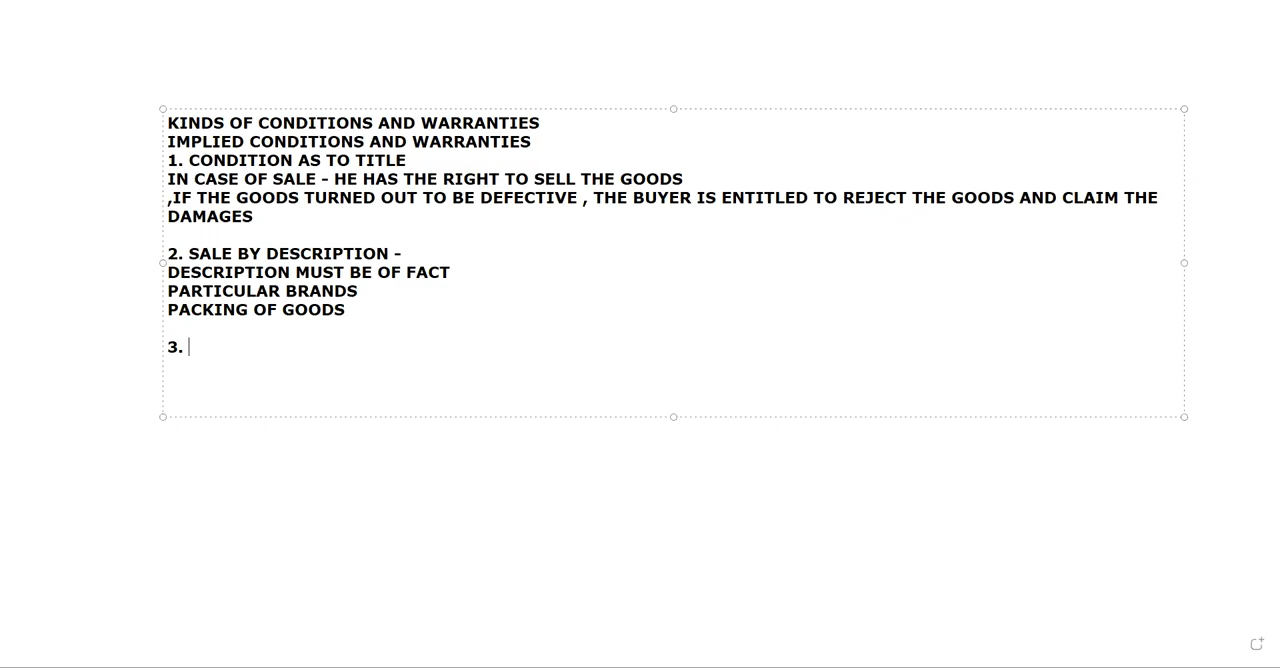 KINDS OF CONDITIONS AND WARRANTIES
IMPLIED CONDITIONS AND WARRANTIES
1. CONDITION AS TO TITLE
IN CASE OF SALE - HE HAS THE RIGHT TO SELL THE GOODS
,IF THE GOODS TURNED OUT TO BE DEFECTIVE , THE BUYER IS ENTITLED TO REJECT THE GOODS AND CLAIM THE
DAMAGES
2. SALE BY DESCRIPTION -
DESCRIPTION MUST BE OF FACT
PARTICULAR BRANDS
PACKING OF GOODS
3.